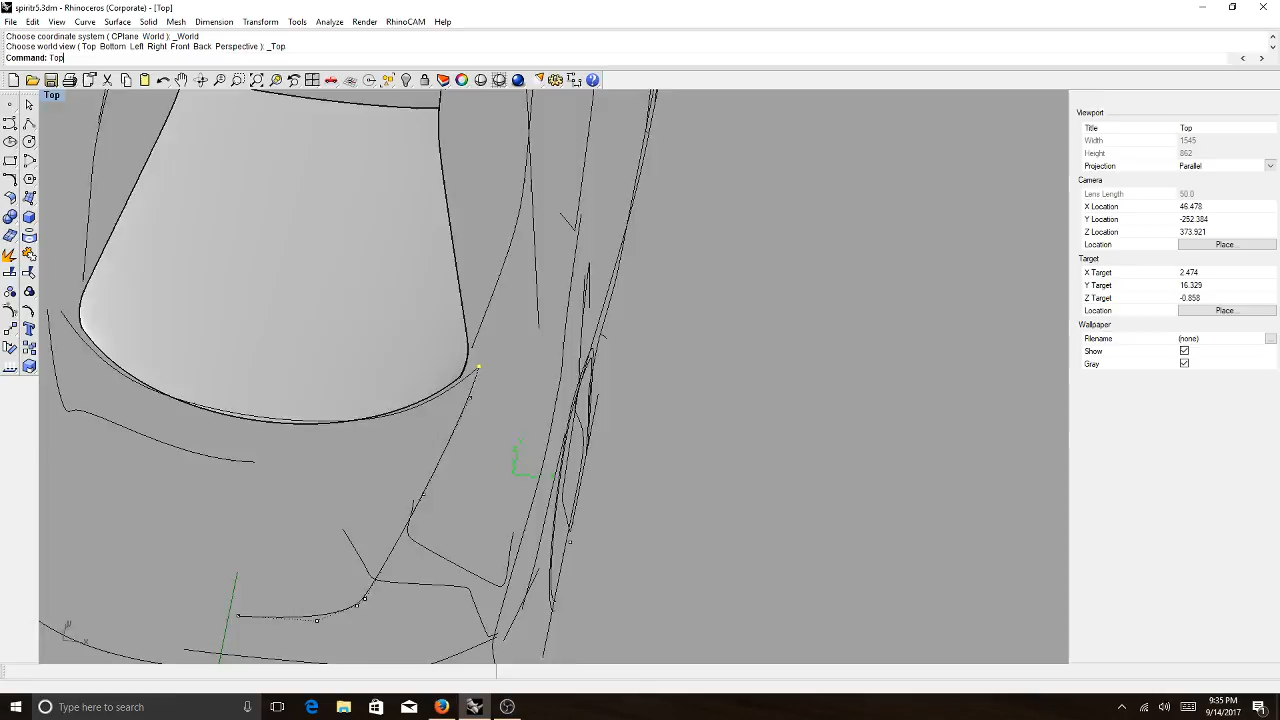 spiritr5.3dm - Rhinoceros (Corporate) - [Top]
File Edit View Curve Surface Solid Mesh Dimension Transform Tools Analyze Render RhinoCAM Help
Choose coordinate system ( CPlane World ): _World
Choose world view ( Top Bottom Left Right Front Back Perspective ): _Top
Command: Top
Top
Viewport
Title Top
Width 1545
Height 862
Projection Parallel
Camera
Lens Length 50.0
X Location 46.478
Y Location -252.384
Z Location 373.921
Location Place...
Target
X Target 2.474
Y Target 16.329
Z Target -0.858
Location Place...
Wallpaper
Filename (none) ...
Show
Gray
y
x
Type here to search
9:35 PM
9/14/2017
1